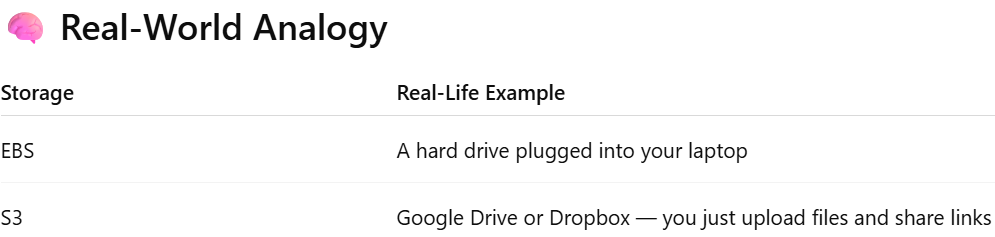 Real-World Analogy
Storage Real-Life Example
EBS A hard drive plugged into your laptop
S3 Google Drive or Dropbox — you just upload files and share links